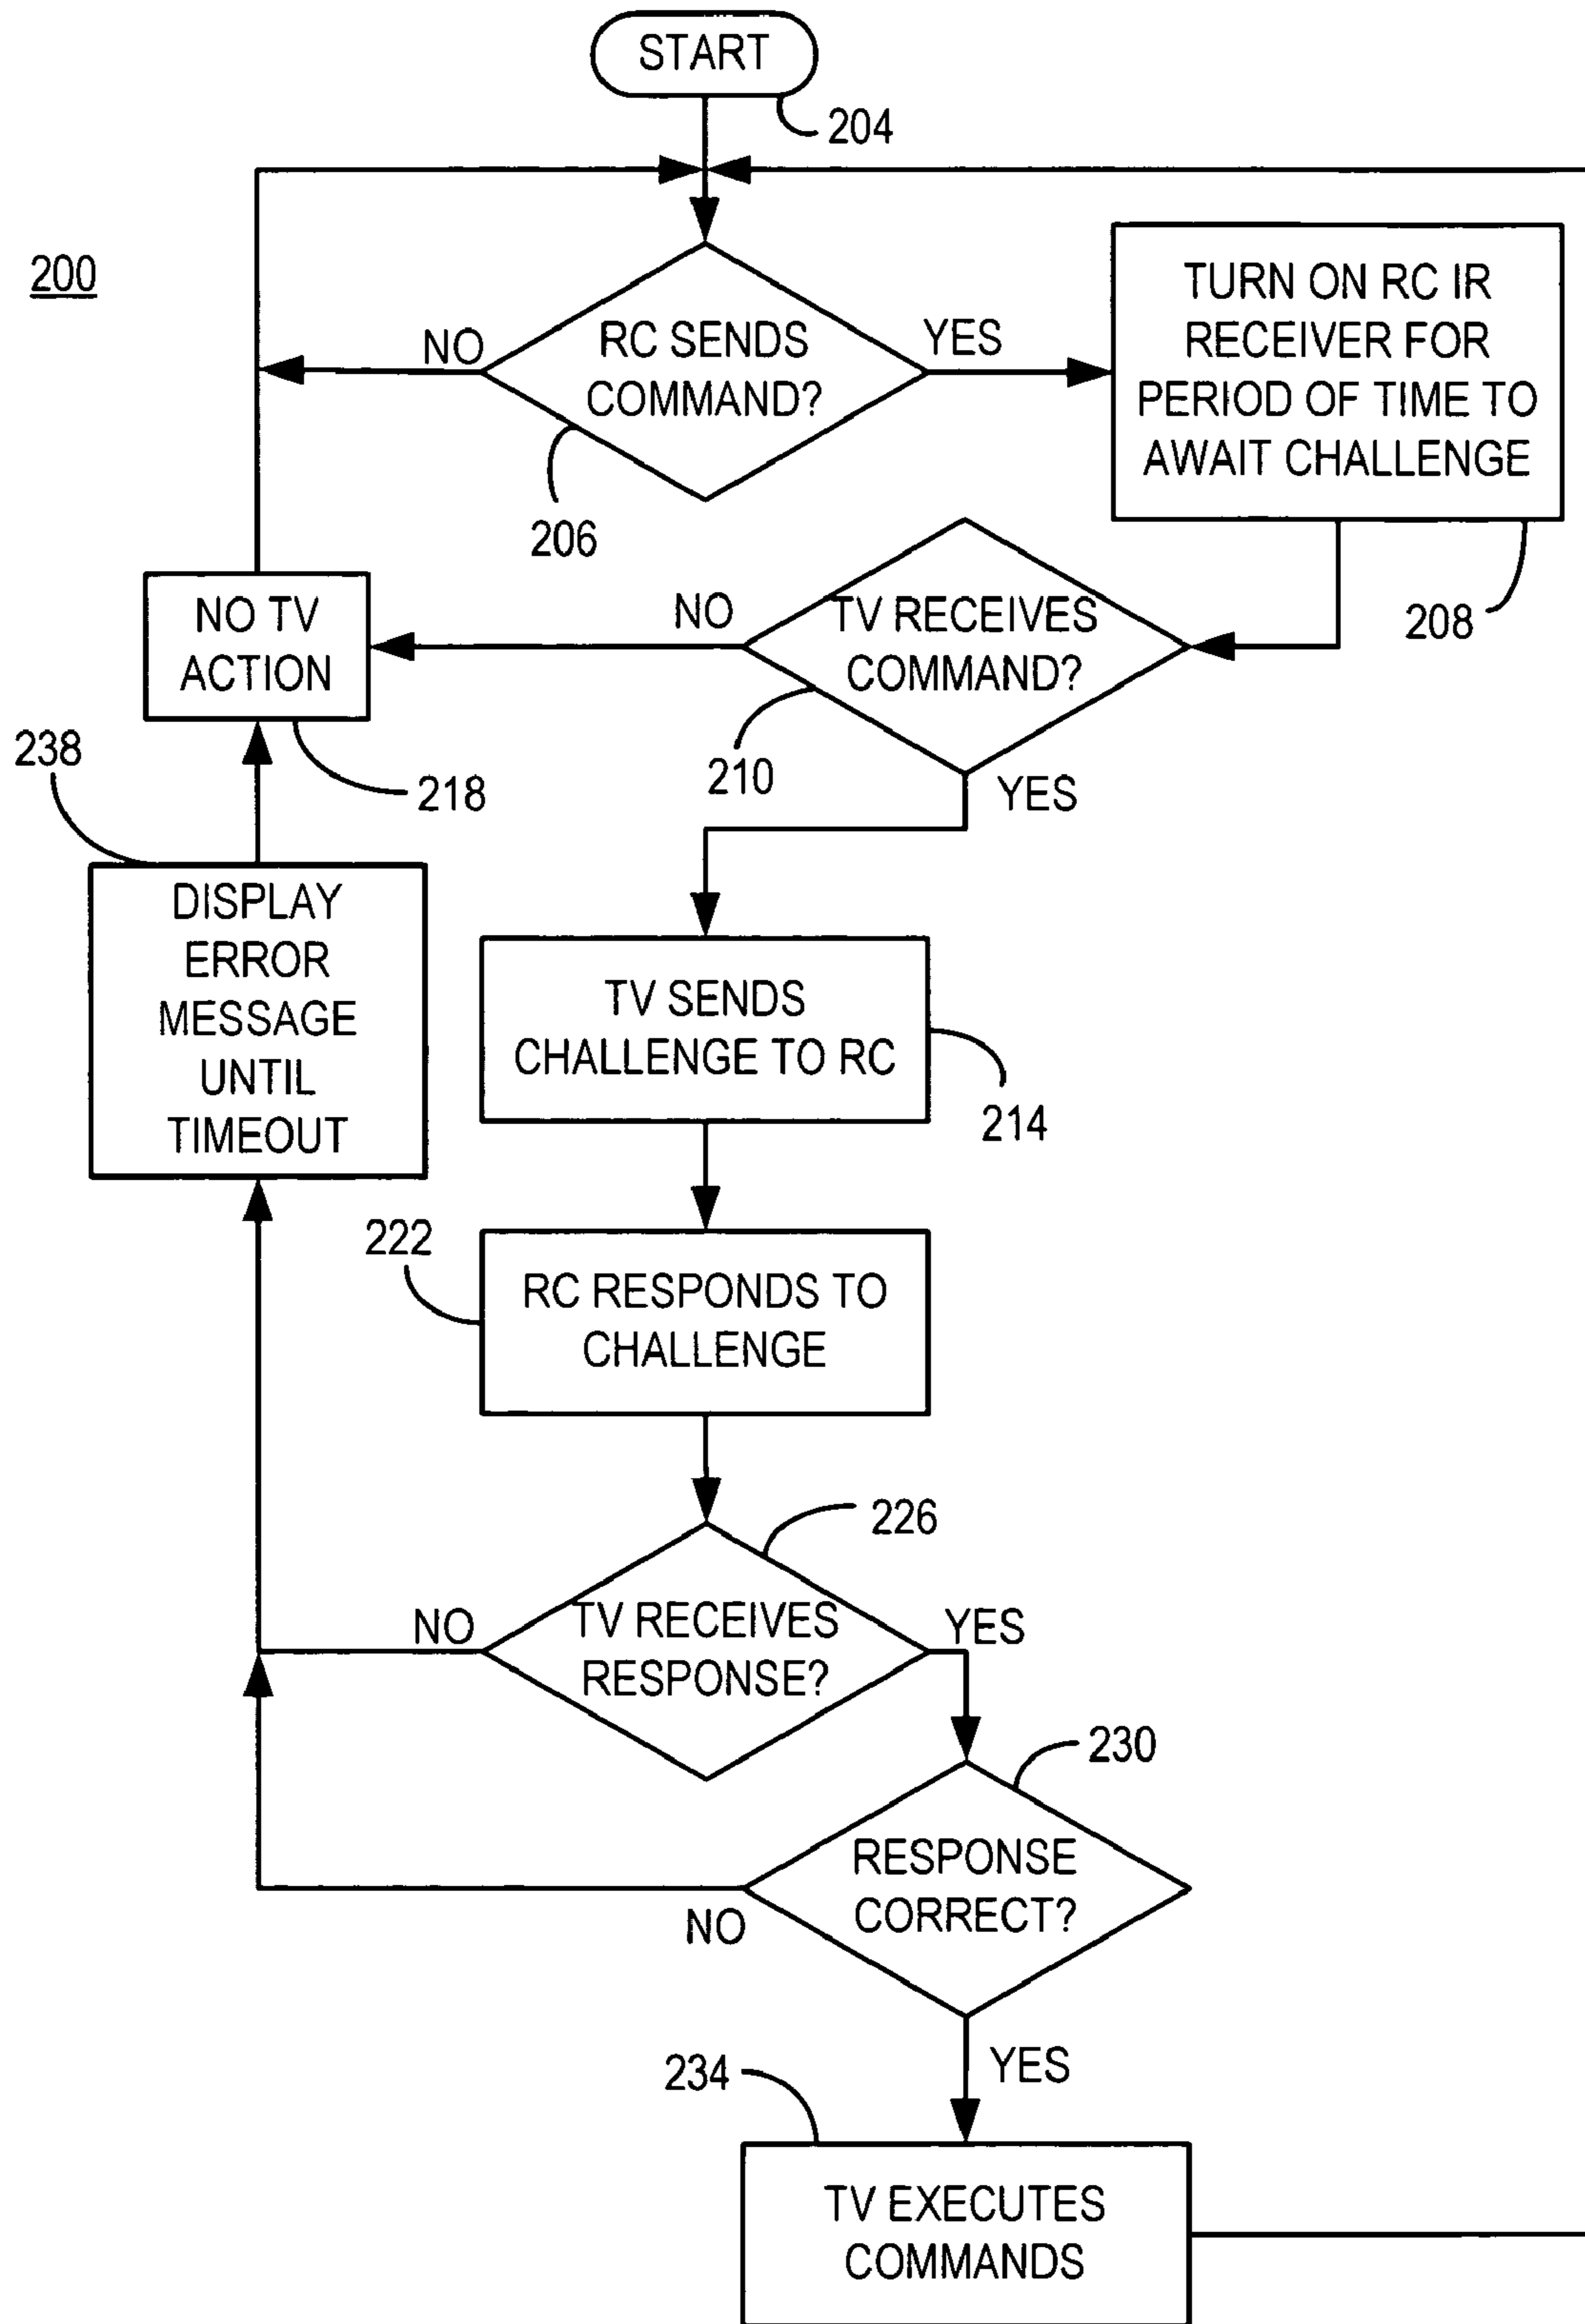 START
204
200
NO
RC SENDS
COMMAND?
YES
206
TURN ON RC IR
RECEIVER FOR
PERIOD OF TIME TO
AWAIT CHALLENGE
208
NO TV
ACTION
218
NO
TV RECEIVES
COMMAND?
210
YES
238
DISPLAY
ERROR
MESSAGE
UNTIL
TIMEOUT
TV SENDS
CHALLENGE TO RC
214
222
RC RESPONDS TO
CHALLENGE
226
NO
TV RECEIVES
RESPONSE?
YES
230
RESPONSE
CORRECT?
NO
YES
234
TV EXECUTES
COMMANDS